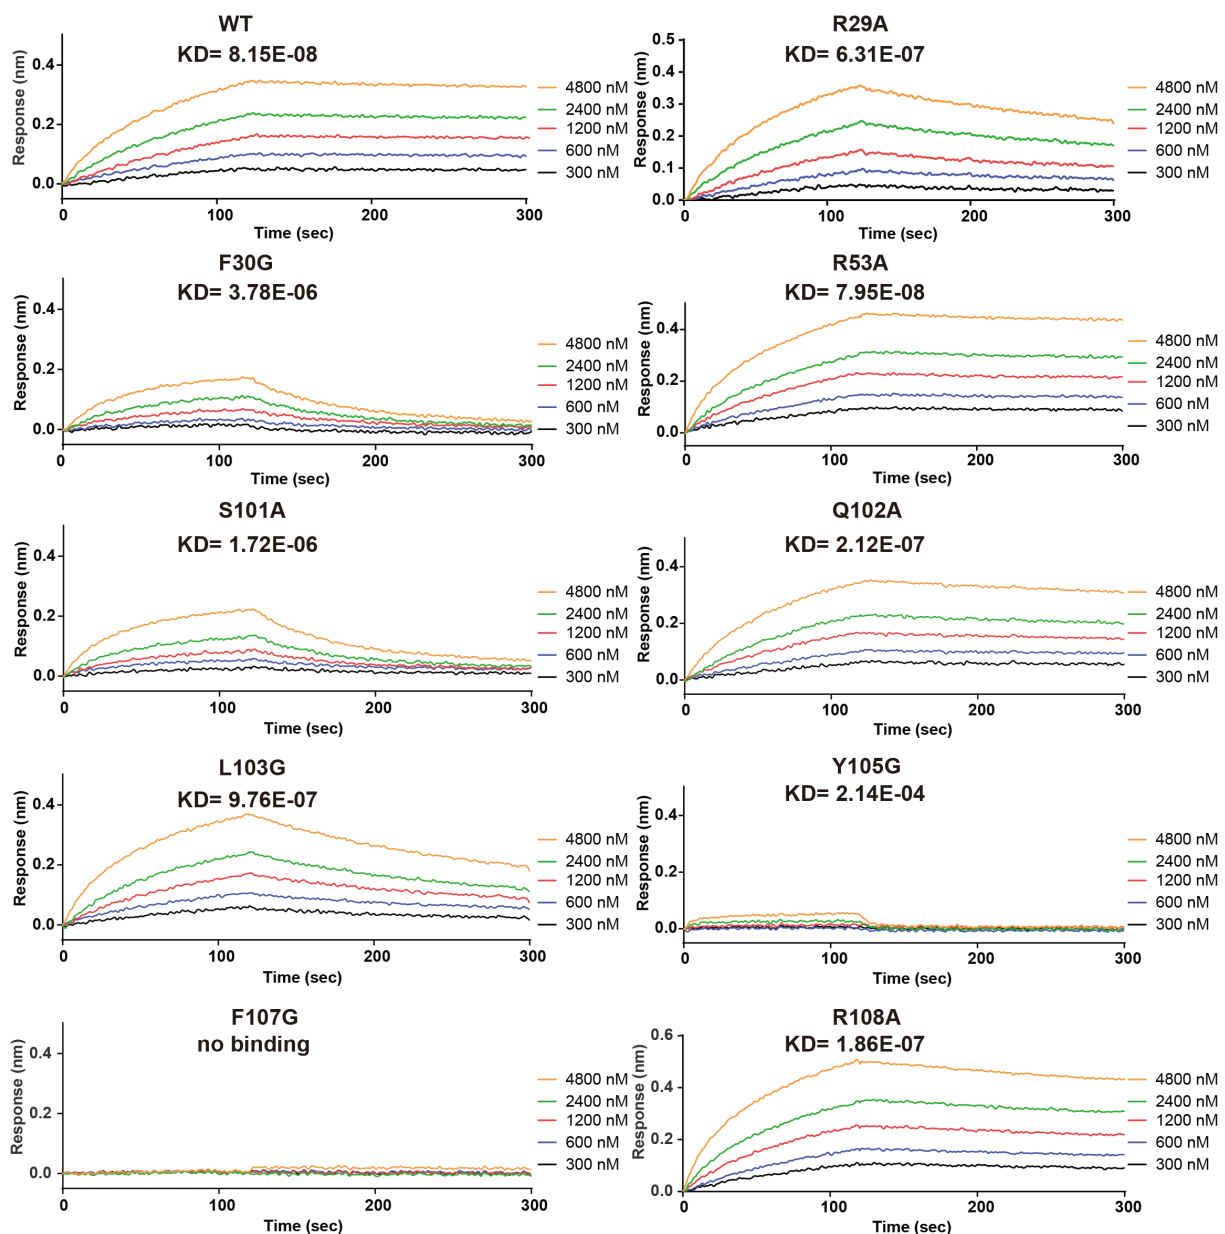 WT
KD= 8.15E-08
Response (nm)
0.4
0.2
0.0
0
100
200
300
Time (sec)
4800 nM
2400 nM
1200 nM
600 nM
300 nM
R29A
KD= 6.31E-07
Response (nm)
0.5
0.4
0.3
0.2
0.1
0.0
0
100
200
300
Time (sec)
4800 nM
2400 nM
1200 nM
600 nM
300 nM
F30G
KD= 3.78E-06
Response (nm)
0.4
0.2
0.0
0
100
200
300
Time (sec)
4800 nM
2400 nM
1200 nM
600 nM
300 nM
R53A
KD= 7.95E-08
Response (nm)
0.4
0.2
0.0
0
100
200
300
Time (sec)
4800 nM
2400 nM
1200 nM
600 nM
300 nM
S101A
KD= 1.72E-06
Response (nm)
0.4
0.2
0.0
0
100
200
300
Time (sec)
4800 nM
2400 nM
1200 nM
600 nM
300 nM
Q102A
KD= 2.12E-07
Response (nm)
0.4
0.2
0.0
0
100
200
300
Time (sec)
4800 nM
2400 nM
1200 nM
600 nM
300 nM
L103G
KD= 9.76E-07
Response (nm)
0.4
0.2
0.0
0
100
200
300
Time (sec)
4800 nM
2400 nM
1200 nM
600 nM
300 nM
Y105G
KD= 2.14E-04
Response (nm)
0.4
0.2
0.0
0
100
200
300
Time (sec)
4800 nM
2400 nM
1200 nM
600 nM
300 nM
F107G
no binding
Response (nm)
0.4
0.2
0.0
0
100
200
300
Time (sec)
4800 nM
2400 nM
1200 nM
600 nM
300 nM
R108A
KD= 1.86E-07
Response (nm)
0.6
0.4
0.2
0.0
0
100
200
300
Time (sec)
4800 nM
2400 nM
1200 nM
600 nM
300 nM